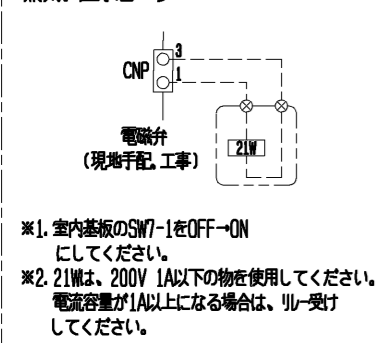 3
CNP
1
電磁弁
(現地手配、工事)
21W
※1. 室内基板のSW7-1をOFF→ON
にしてください。
※2. 21Wは、200V 1A以下の物を使用してください。
電流容量が1A以上になる場合は、リレー受け
してください。